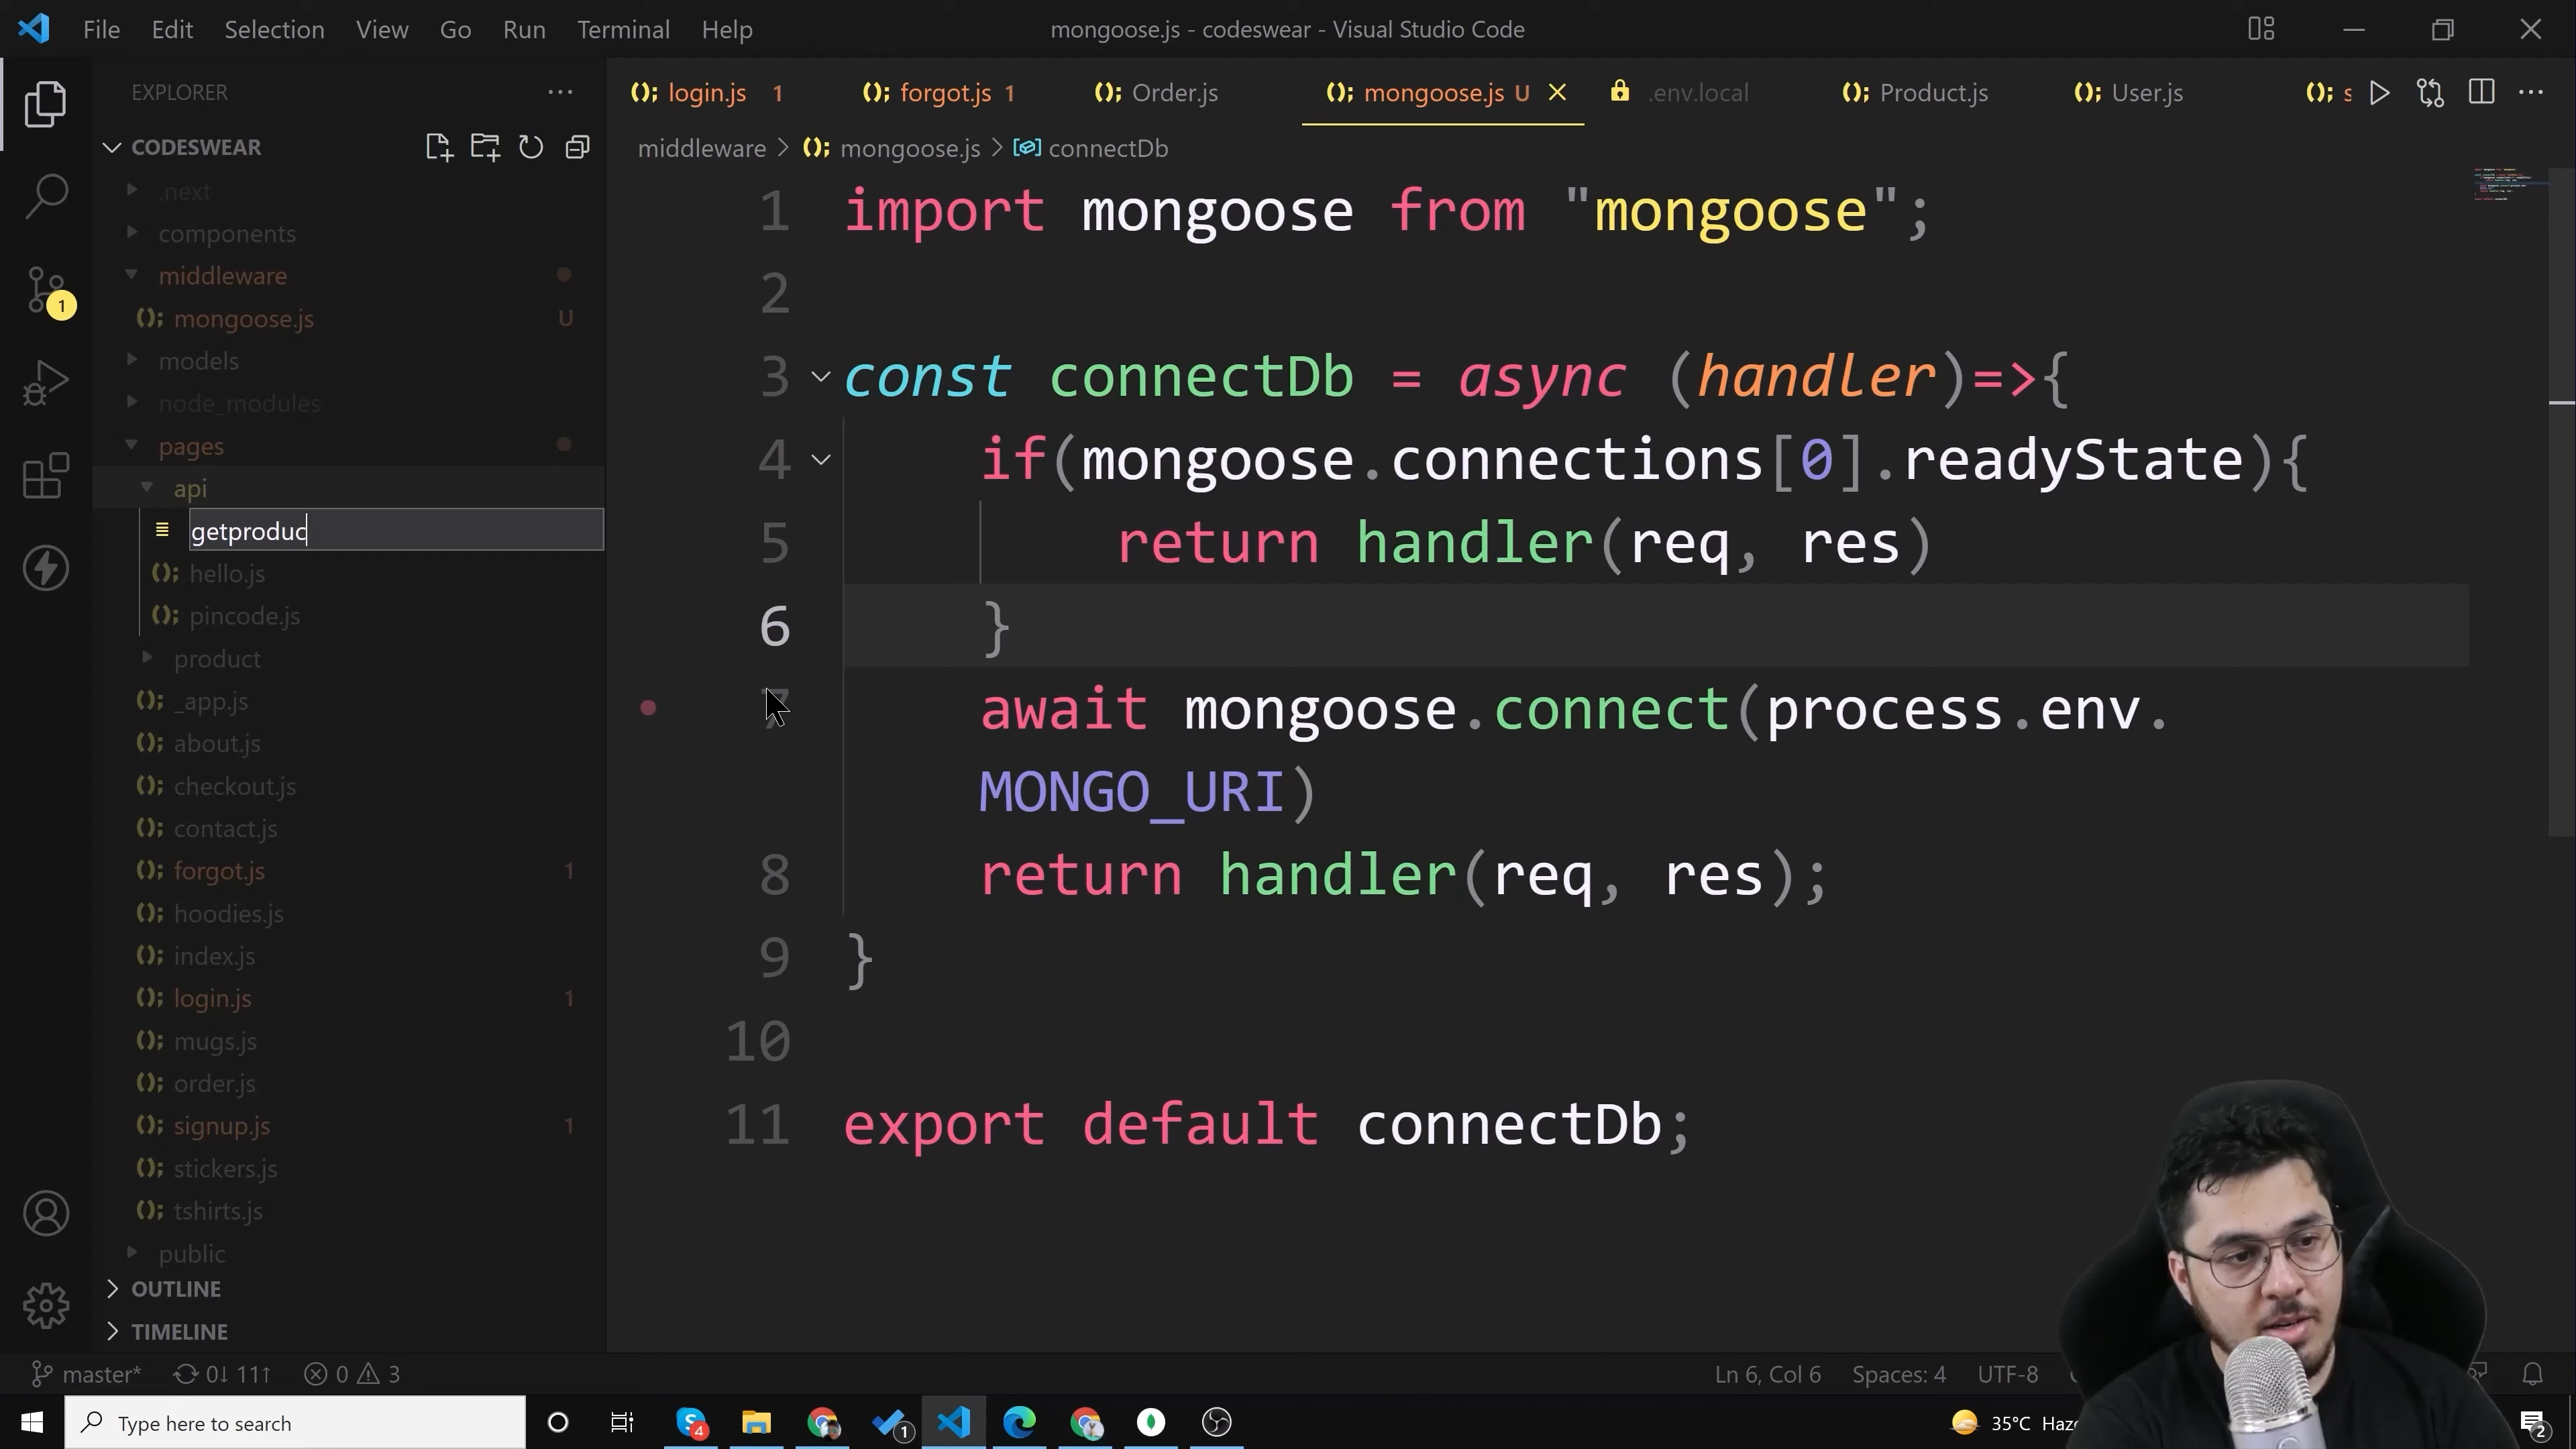 File Edit Selection View Go Run Terminal Help
mongoose.js - codeswear - Visual Studio Code
EXPLORER
CODESWEAR
.next
components
middleware
mongoose.js U
models
node_modules
pages
api
getproduc
hello.js
pincode.js
product
_app.js
about.js
checkout.js
contact.js
forgot.js 1
hoodies.js
index.js
login.js 1
mugs.js
order.js
signup.js 1
stickers.js
tshirts.js
public
OUTLINE
TIMELINE
1
login.js 1 forgot.js 1 Order.js mongoose.js U .env.local Product.js User.js s
middleware > mongoose.js > connectDb
1 import mongoose from "mongoose";
2
3 const connectDb = async (handler)=>{
4 if(mongoose.connections[0].readyState){
5 return handler(req, res)
6 }
7 await mongoose.connect(process.env.
MONGO_URI)
8 return handler(req, res);
9 }
10
11 export default connectDb;
master* 0↓ 11↑ 0 3
Ln 6, Col 6 Spaces: 4 UTF-8
Type here to search
4
1
35°C
2